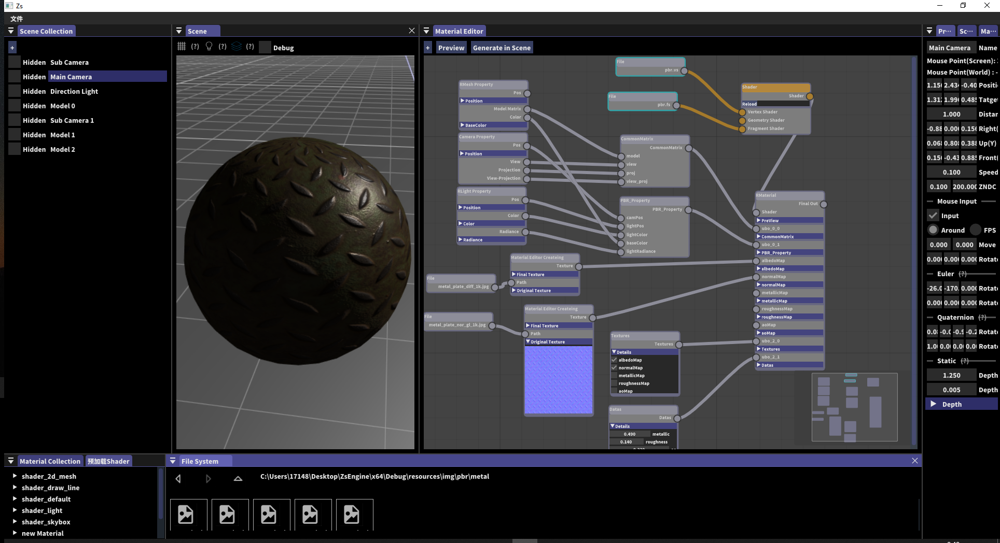 Zs
文件
Scene Collection
+
Hidden Sub Camera
Hidden Main Camera
Hidden Direction Light
Hidden Model 0
Hidden Sub Camera 1
Hidden Model 1
Hidden Model 2
Scene
(?) (?) (?) Debug
Material Editor
+ Preview Generate in Scene
File
pbr.vs
File
pbr.fs
Shader
Shader
Reload
Vertex Shader
Geometry Shader
Fragment Shader
RMesh Property
Pos
Position
Model Matrix
Color
BaseColor
Camera Property
Pos
Position
View
Projection
View-Projection
RLight Property
Pos
Position
Color
Color
Radiance
Radiance
CommonMatrix
CommonMatrix
model
view
proj
view_proj
PBR_Property
PBR_Property
camPos
lightPos
lightColor
baseColor
lightRadiance
Material Editor Createing
Texture
Final Texture
Path
Original Texture
File
metal_plate_diff_1k.jpg
Material Editor Createing
Texture
Final Texture
Path
Original Texture
File
metal_plate_nor_gl_1k.jpg
Textures
Textures
Details
albedoMap
normalMap
metallicMap
roughnessMap
aoMap
Datas
Datas
Details
0.490 metallic
0.140 roughness
RMaterial
Final Out
Shader
PreView
ubo_0_0
CommonMatrix
ubo_0_1
PBR_Property
albedoMap
albedoMap
normalMap
normalMap
metallicMap
metallicMap
roughnessMap
roughnessMap
aoMap
aoMap
ubo_2_0
Textures
ubo_2_1
Datas
Pr··· Sc··· Ma···
Main Camera Name
Mouse Point(Screen):
Mouse Point(World) : -
1.15 2.43 -0.40 Positi
1.31 1.99 0.48 Tatge
1.000 Distan
-0.88 0.00 0.15 Right(
0.06 0.80 0.38 Up(Y)
0.15 -0.43 0.88 Front(
0.100 Speed
0.100 200.000 ZNDC
Mouse Input
Input
Around FPS
0.000 0.000 Move
0.00 0.00 0.00 Rotate
Euler (?)
-26.0 -170. 0.00 Rotate
0.00 0.00 0.00 Rotate
Quaternion (?)
0.0 -0.0 -0.9 -0.2 Rotate
1.0 0.0 0.0 0.0 Rotate
Static (?)
1.250 Depth
0.005 Depth
Depth
Material Collection 预加载Shader
shader_2d_mesh
shader_draw_line
shader_default
shader_light
shader_skybox
new Material
File System
C:\Users\17148\Desktop\ZsEngine\x64\Debug\resources\img\pbr\metal